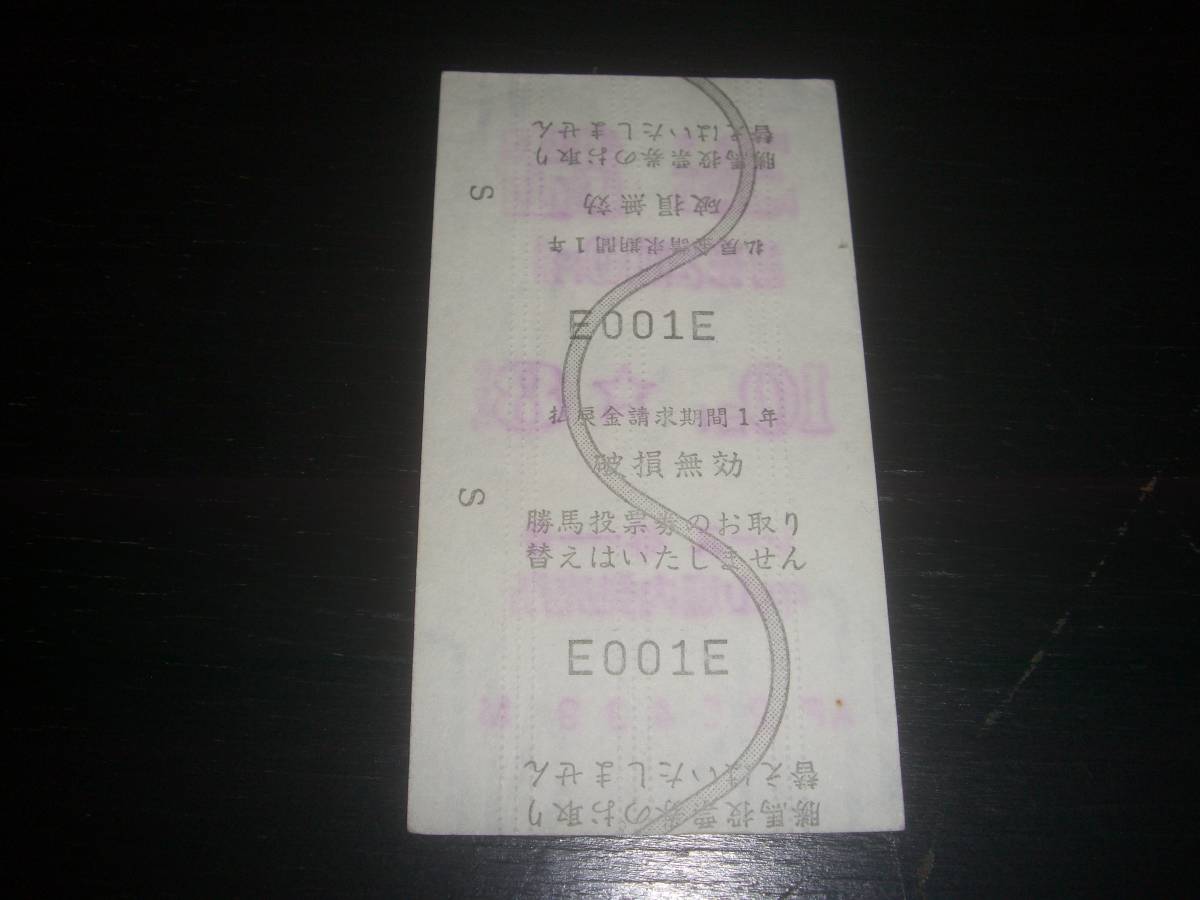 替えはいたしません
勝馬投票券のお取り
破損無効
払戻金請求期間1年
S
E001E
払戻金請求期間1年
破損無効
S
勝馬投票券のお取り
替えはいたしません
E001E
替えはいたしません
勝馬投票券のお取り